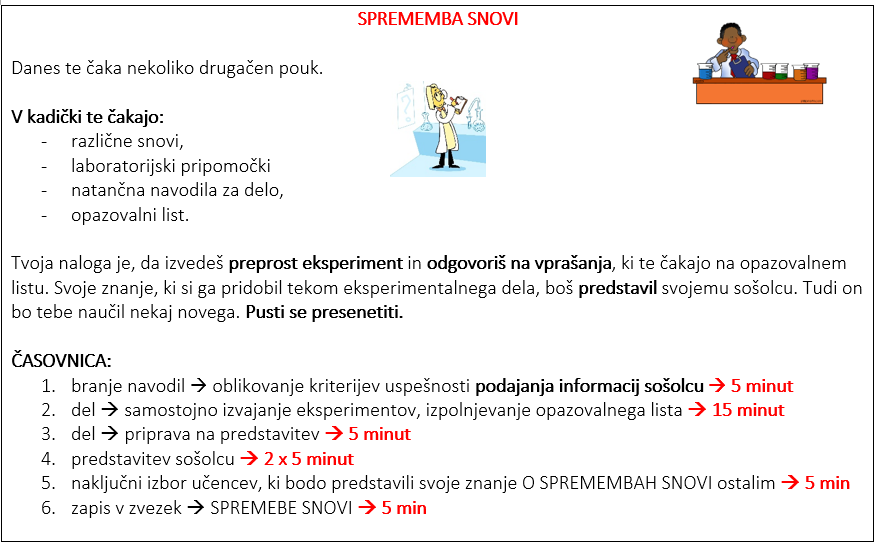 SPREMEMBA SNOVI
Danes te čaka nekoliko drugačen pouk.
V kadički te čakajo:
- različne snovi,
- laboratorijski pripomočki
- natančna navodila za delo,
- opazovalni list.
Tvoja naloga je, da izvedeš preprost eksperiment in odgovoriš na vprašanja, ki te čakajo na opazovalnem
listu. Svoje znanje, ki si ga pridobil tekom eksperimentalnega dela, boš predstavil svojemu sošolcu. Tudi on
bo tebe naučil nekaj novega. Pusti se presenetiti.
ČASOVNICA:
1. branje navodil → oblikovanje kriterijev uspešnosti podajanja informacij sošolcu → 5 minut
2. del → samostojno izvajanje eksperimentov, izpolnjevanje opazovalnega lista → 15 minut
3. del → priprava na predstavitev → 5 minut
4. predstavitev sošolcu → 2 x 5 minut
5. naključni izbor učencev, ki bodo predstavili svoje znanje O SPREMEMBAH SNOVI ostalim → 5 min
6. zapis v zvezek → SPREMEBE SNOVI → 5 min